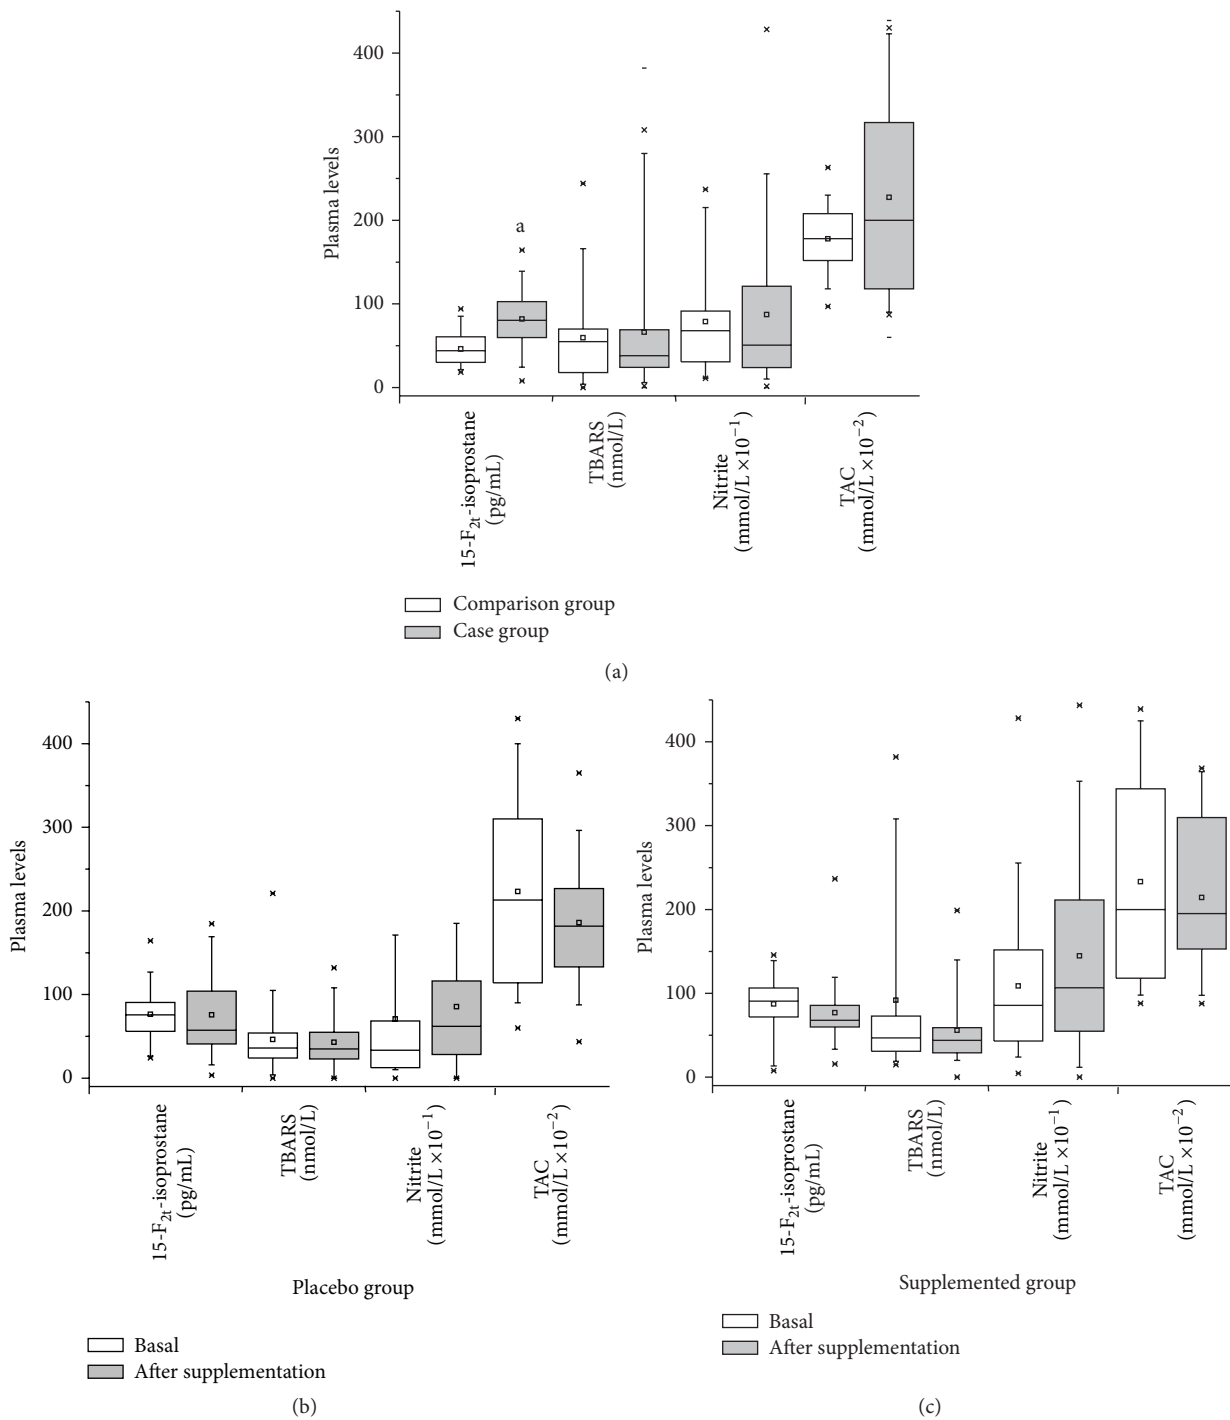 400
300
200
100
0
Plasma levels
a
15-F2t-isoprostane
(pg/mL)
TBARS
(nmol/L)
Nitrite
(mmol/L ×10−1)
TAC
(mmol/L ×10−2)
Comparison group
Case group
(a)
400
300
200
100
0
Plasma levels
15-F2t-isoprostane
(pg/mL)
TBARS
(nmol/L)
Nitrite
(mmol/L ×10−1)
TAC
(mmol/L ×10−2)
Placebo group
Basal
After supplementation
(b)
400
300
200
100
0
Plasma levels
15-F2t-isoprostane
(pg/mL)
TBARS
(nmol/L)
Nitrite
(mmol/L ×10−1)
TAC
(mmol/L ×10−2)
Supplemented group
Basal
After supplementation
(c)